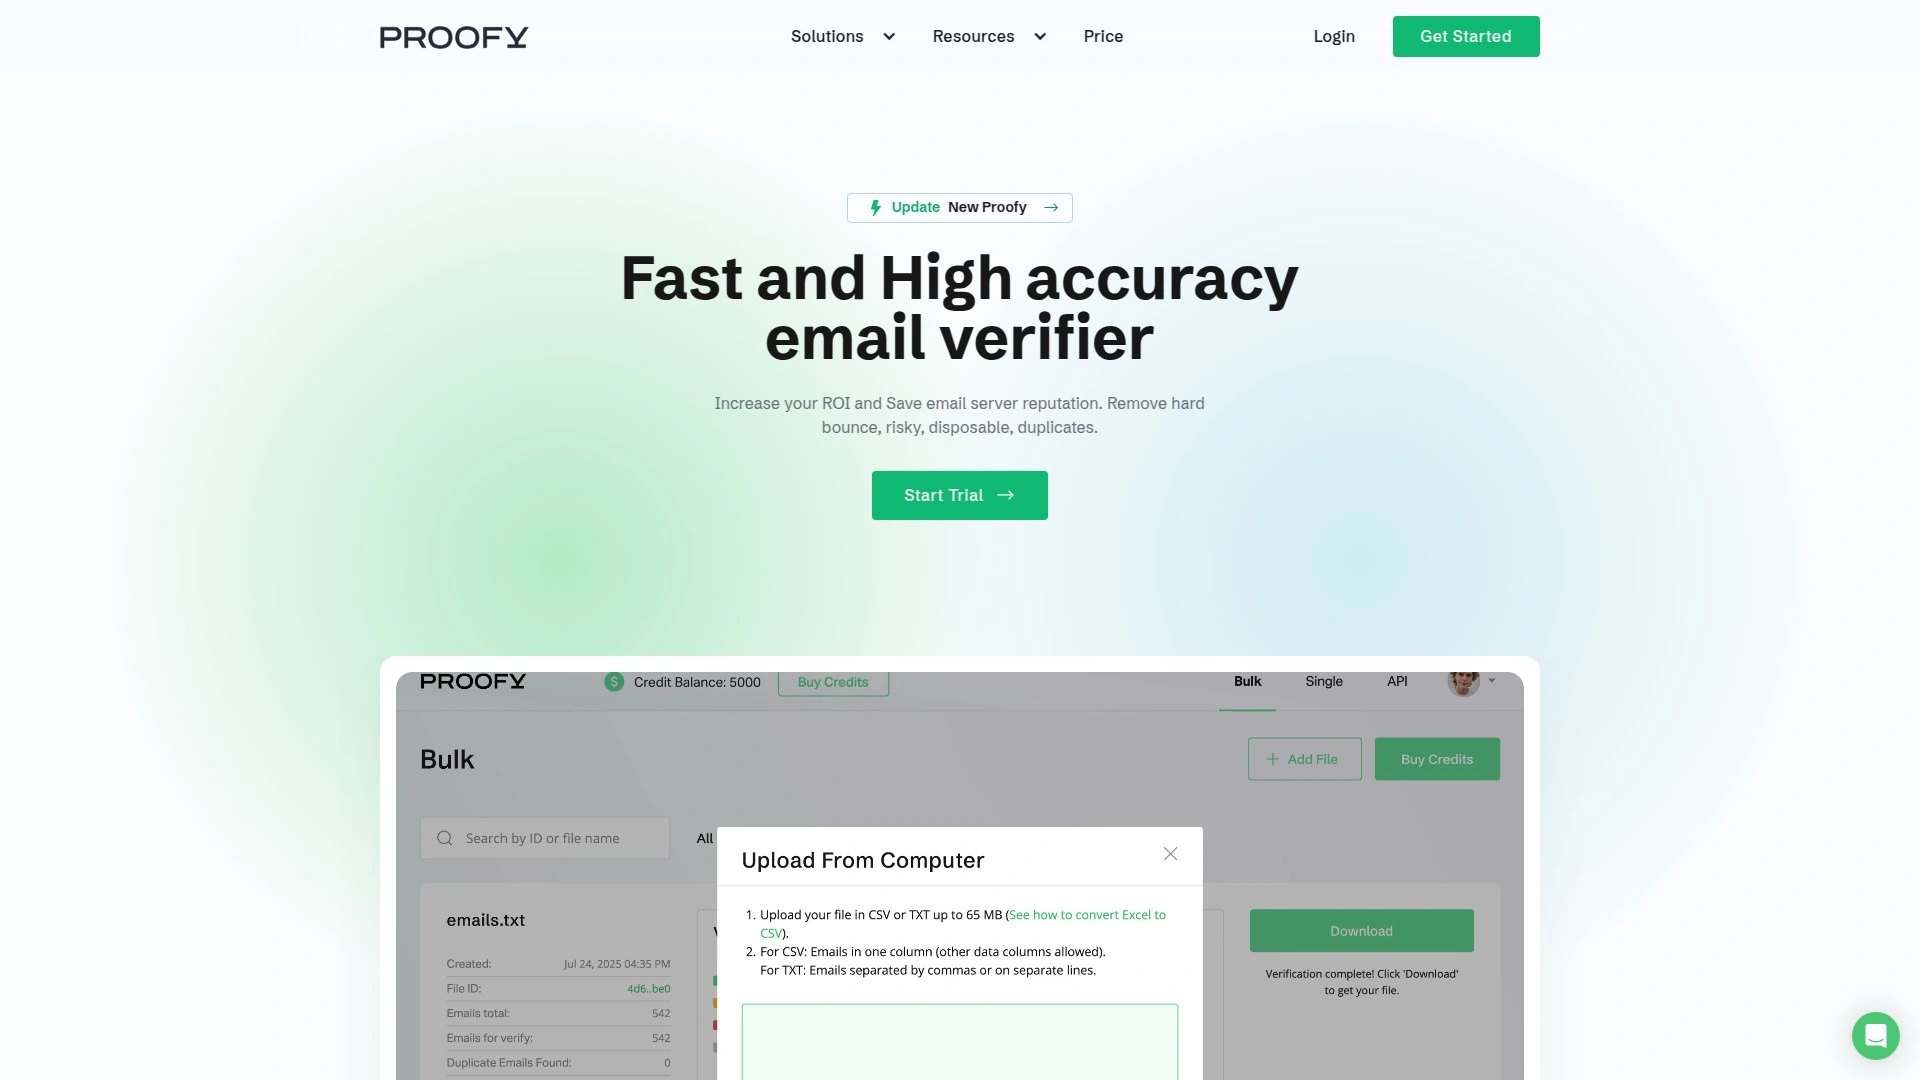 PROOFY
Solutions
Resources
Price
Login
Get Started
Update New Proofy
Fast and High accuracy
email verifier
Increase your ROI and Save email server reputation. Remove hard
bounce, risky, disposable, duplicates.
Start Trial
PROOFY
$ Credit Balance: 5000
Buy Credits
Bulk
Single
API
Bulk
Add File
Buy Credits
Search by ID or file name
All
Upload From Computer
1. Upload your file in CSV or TXT up to 65 MB (See how to convert Excel to
CSV).
2. For CSV: Emails in one column (other data columns allowed).
For TXT: Emails separated by commas or on separate lines.
emails.txt
Created: Jul 24, 2025 04:35 PM
File ID: 4d6..be0
Emails total: 542
Emails for verify: 542
Duplicate Emails Found: 0
Download
Verification complete! Click 'Download'
to get your file.